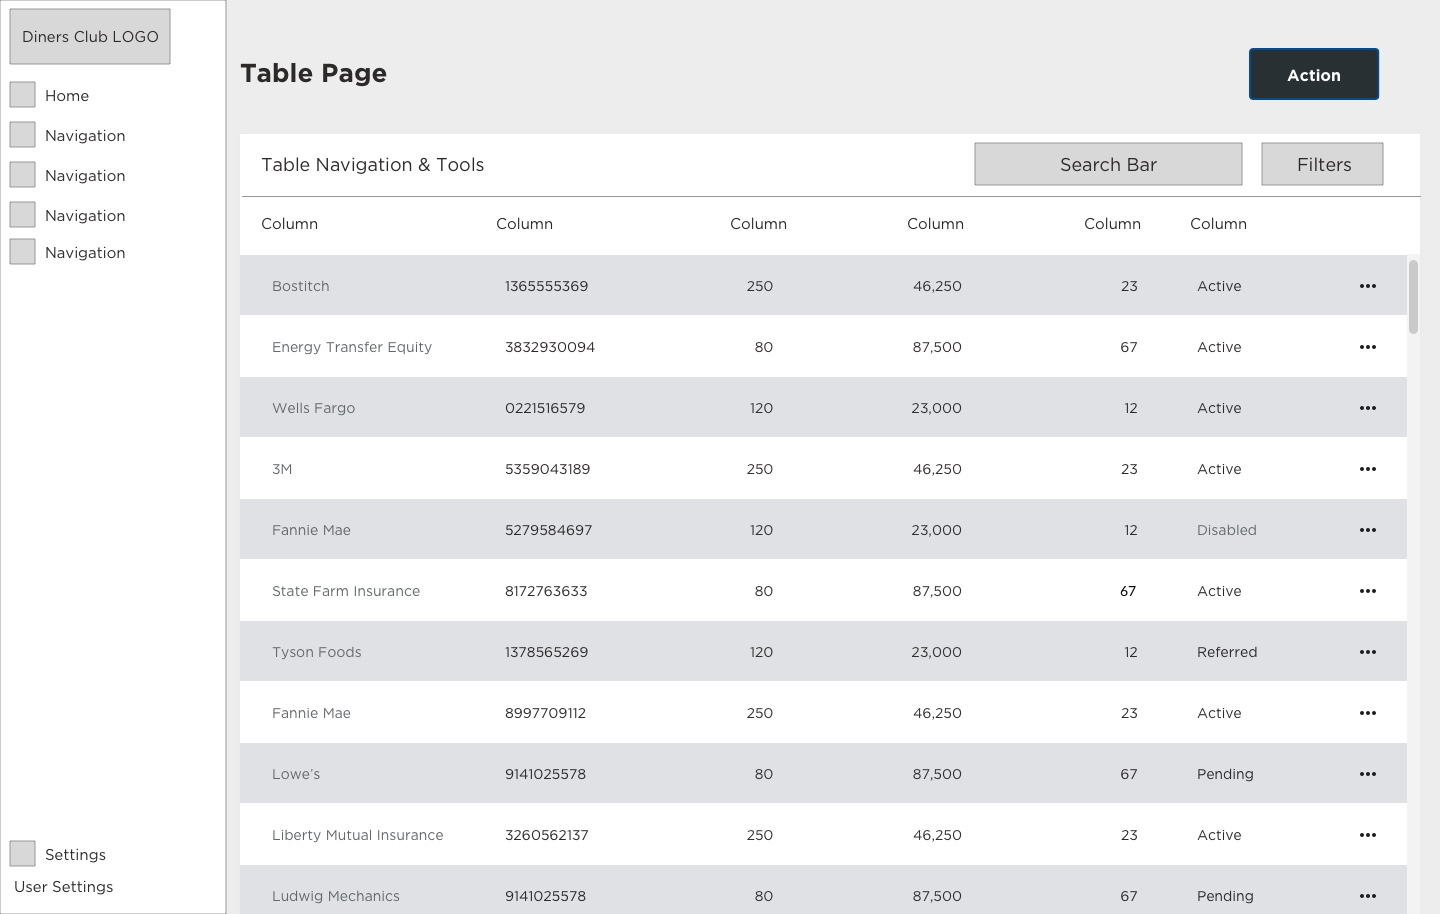 Diners Club LOGO
Home
Navigation
Navigation
Navigation
Navigation
Settings
User Settings
Table Page
Action
Table Navigation & Tools
Search Bar
Filters
Column Column Column Column Column Column
Bostitch 1365555369 250 46,250 23 Active •••
Energy Transfer Equity 3832930094 80 87,500 67 Active •••
Wells Fargo 0221516579 120 23,000 12 Active •••
3M 5359043189 250 46,250 23 Active •••
Fannie Mae 5279584697 120 23,000 12 Disabled •••
State Farm Insurance 8172763633 80 87,500 67 Active •••
Tyson Foods 1378565269 120 23,000 12 Referred •••
Fannie Mae 8997709112 250 46,250 23 Active •••
Lowe’s 9141025578 80 87,500 67 Pending •••
Liberty Mutual Insurance 3260562137 250 46,250 23 Active •••
Ludwig Mechanics 9141025578 80 87,500 67 Pending •••